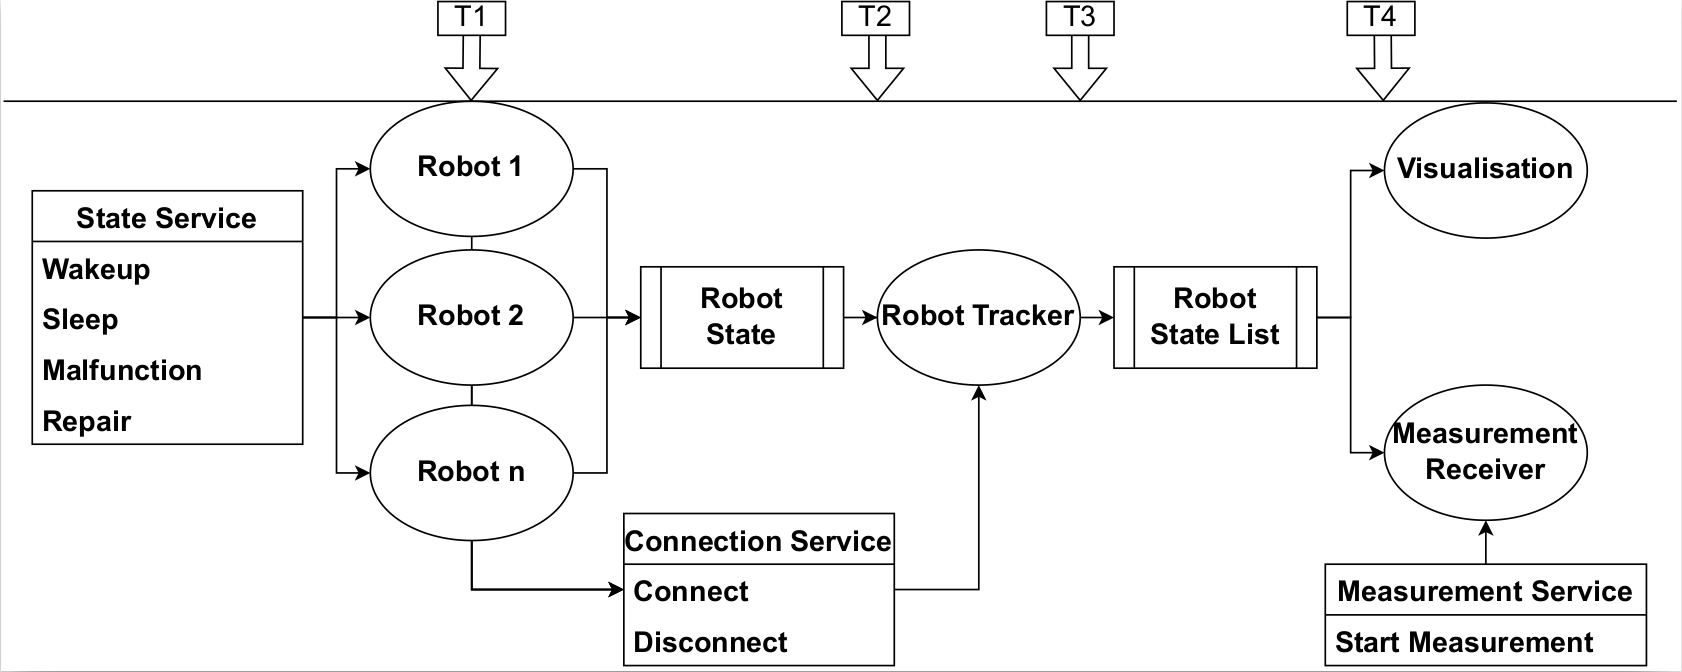 T1
T2
T3
T4
Robot 1
Visualisation
State Service
Wakeup
Sleep
Malfunction
Repair
Robot 2
Robot
State
Robot Tracker
Robot
State List
Robot n
Measurement
Receiver
Connection Service
Connect
Disconnect
Measurement Service
Start Measurement